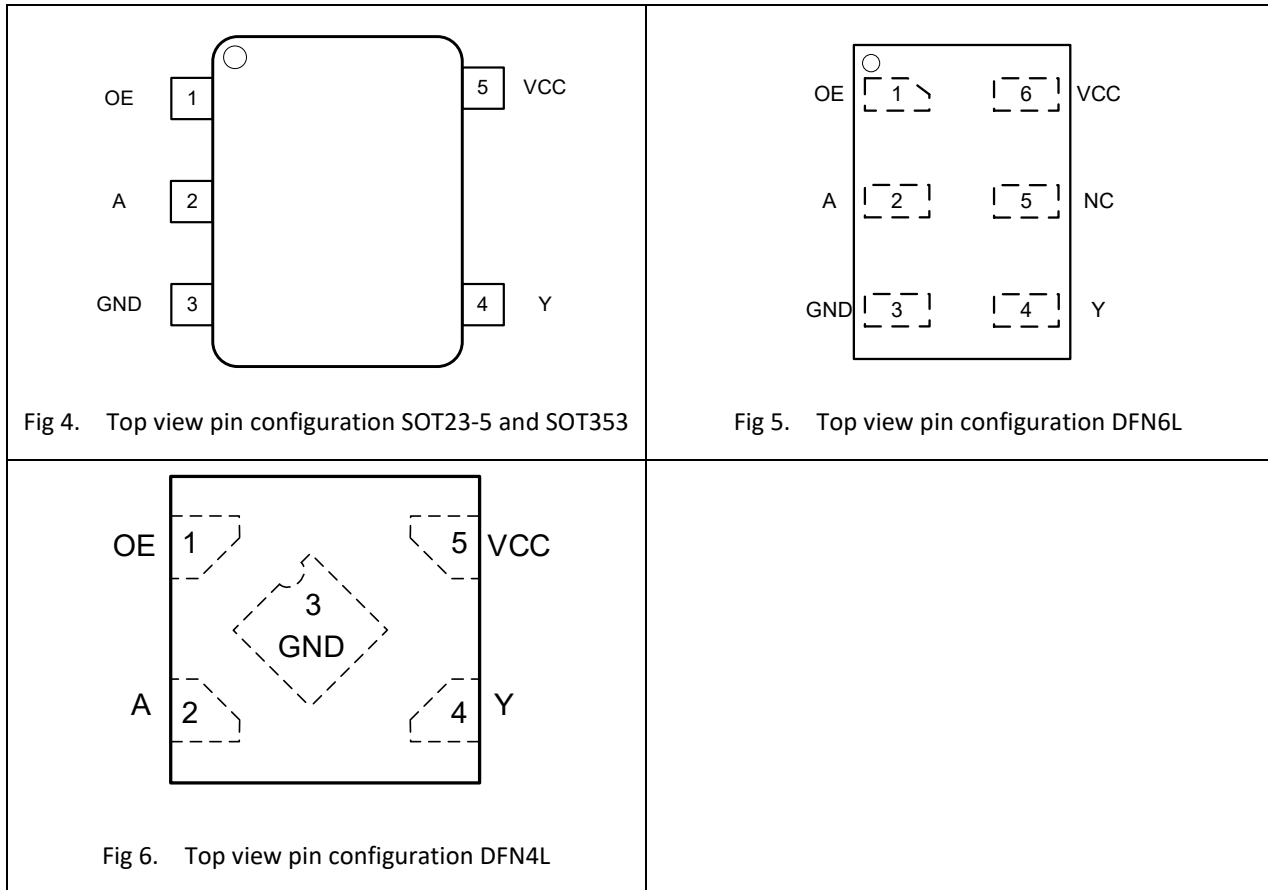 OE 1 5 VCC
A 2
GND 3 4 Y
Fig 4. Top view pin configuration SOT23-5 and SOT353
OE 1 6 VCC
A 2 5 NC
GND 3 4 Y
Fig 5. Top view pin configuration DFN6L
OE 1 5 VCC
3
GND
A 2 4 Y
Fig 6. Top view pin configuration DFN4L